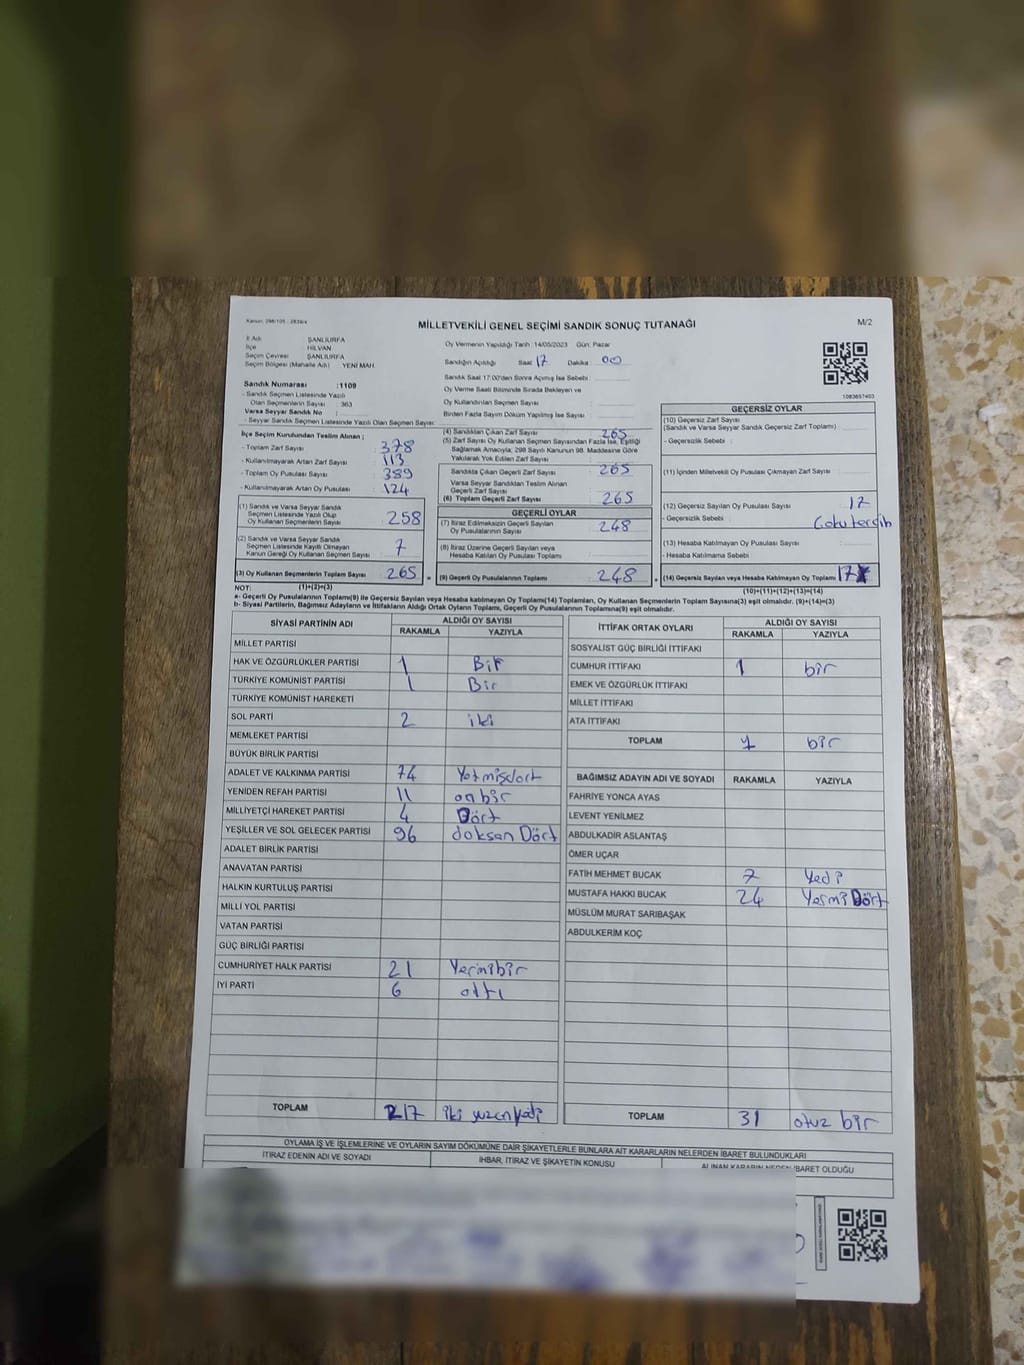 MİLLETVEKİLİ GENEL SEÇİMİ SANDIK SONUÇ TUTANAĞI
M/2
İl Adı : ŞANLIURFA
İlçe : HİLVAN
Seçim Çevresi : ŞANLIURFA
Seçim Bölgesi (Mahalle Adı) YENİ MAH.
Oy Vermenin Yapıldığı Tarih :14/05/2023 Gün: Pazar
Sandığın Açıldığı Saat 17 Dakika 00
Sandık Saat 17:00'den Sonra Açılmış İse Sebebi :
Oy Verme Saati Bitiminde Sırada Bekleyen ve
Oy Kullandırılan Seçmen Sayısı :
Birden Fazla Sayım Döküm Yapılmış İse Sayısı :
1083657403
Sandık Numarası :1109
- Sandık Seçmen Listesinde Yazılı
Olan Seçmenlerin Sayısı : 363
Varsa Seyyar Sandık No :
- Seyyar Sandık Seçmen Listesinde Yazılı Olan Seçmen Sayısı:
İlçe Seçim Kurulundan Teslim Alınan ;
- Toplam Zarf Sayısı : 378
- Kullanılmayarak Artan Zarf Sayısı : 113
- Toplam Oy Pusulası Sayısı : 389
- Kullanılmayarak Artan Oy Pusulası : 124
(1) Sandık ve Varsa Seyyar Sandık
Seçmen Listesinde Yazılı Olup
Oy Kullanan Seçmenlerin Sayısı : 258
(2) Sandık ve Varsa Seyyar Sandık
Seçmen Listesinde Kayıtlı Olmayan
Kanun Gereği Oy Kullanan Seçmen Sayısı : 7
(3) Oy Kullanan Seçmenlerin Toplam Sayısı : 265
(1)+(2)=(3)
(4) Sandıktan Çıkan Zarf Sayısı : 265
(5) Zarf Sayısı Oy Kullanan Seçmen Sayısından Fazla İse, Eşitliği
Sağlamak Amacıyla; 298 Sayılı Kanunun 98. Maddesine Göre
Yakılarak Yok Edilen Zarf Sayısı :
Sandıkta Çıkan Geçerli Zarf Sayısı : 265
Varsa Seyyar Sandıktan Teslim Alınan
Geçerli Zarf Sayısı :
(6) Toplam Geçerli Zarf Sayısı : 265
GEÇERLİ OYLAR
(7) İtiraz Edilmeksizin Geçerli Sayılan
Oy Pusulalarının Sayısı : 248
(8) İtiraz Üzerine Geçerli Sayılan veya
Hesaba Katılan Oy Pusulası Toplamı :
= (9) Geçerli Oy Pusulalarının Toplamı : 248
GEÇERSİZ OYLAR
(10) Geçersiz Zarf Sayısı
(Sandık ve Varsa Seyyar Sandık Geçersiz Zarf Toplamı) :
- Geçersizlik Sebebi :
(11) İçinden Milletvekili Oy Pusulası Çıkmayan Zarf Sayısı :
(12) Geçersiz Sayılan Oy Pusulası Sayısı : 17
- Geçersizlik Sebebi :
(13) Hesaba Katılmayan Oy Pusulası Sayısı :
- Hesaba Katılmama Sebebi :
+ (14) Geçersiz Sayılan veya Hesaba Katılmayan Oy Pusulası Toplamı 17
(10)+(11)+(12)+(13)=(14)
NOT:
a- Geçerli Oy Pusulalarının Toplamı(9) ile Geçersiz Sayılan veya Hesaba katılmayan Oy Pusulası Toplamı(14) Toplamları, Oy Kullanan Seçmenlerin Toplam Sayısına(3) eşit olmalıdır. (9)+(14)=(3)
b- Siyasi Partilerin, Bağımsız Adayların ve İttifakların Aldığı Ortak Oyların Toplamı, Geçerli Oy Pusulalarının Toplamına(9) eşit olmalıdır.
SİYASİ PARTİNİN ADI ALDIĞI OY SAYISI
RAKAMLA YAZIYLA
MİLLET PARTİSİ
HAK VE ÖZGÜRLÜKLER PARTİSİ 1 Bir
TÜRKİYE KOMÜNİST PARTİSİ 1 Bir
TÜRKİYE KOMÜNİST HAREKETİ
SOL PARTİ 2 iki
MEMLEKET PARTİSİ
BÜYÜK BİRLİK PARTİSİ
ADALET VE KALKINMA PARTİSİ 74 Yetmişdört
YENİDEN REFAH PARTİSİ 11 onbir
MİLLİYETÇİ HAREKET PARTİSİ 4 Dört
YEŞİLLER VE SOL GELECEK PARTİSİ 96 doksan Dört
ADALET BİRLİK PARTİSİ
ANAVATAN PARTİSİ
HALKIN KURTULUŞ PARTİSİ
MİLLİ YOL PARTİSİ
VATAN PARTİSİ
GÜÇ BİRLİĞİ PARTİSİ
CUMHURİYET HALK PARTİSİ 21 Yermibir
İYİ PARTİ 6 altı
TOPLAM 217
İTTİFAK ORTAK OYLARI ALDIĞI OY SAYISI
RAKAMLA YAZIYLA
SOSYALİST GÜÇ BİRLİĞİ İTTİFAKI
CUMHUR İTTİFAKI 1 bir
EMEK VE ÖZGÜRLÜK İTTİFAKI
MİLLET İTTİFAKI
ATA İTTİFAKI
TOPLAM 1 bir
BAĞIMSIZ ADAYIN ADI VE SOYADI RAKAMLA YAZIYLA
FAHRİYE YONCA AYAS
LEVENT YENİLMEZ
ABDULKADİR ASLANTAŞ
ÖMER UÇAR
FATİH MEHMET BUCAK 7 Yedi
MUSTAFA HAKKI BUCAK 24 Yermi Dört
MÜSLÜM MURAT SARIBAŞAK
ABDULKERİM KOÇ
TOPLAM 31 otuz bir
OYLAMA İŞ VE İŞLEMLERİNE VE OYLARIN SAYIM DÖKÜMÜNE DAİR ŞİKAYETLERLE BUNLARA AİT KARARLARIN NELERDEN İBARET BULUNDUKLARI
İTİRAZ EDENİN ADI VE SOYADI İHBAR, İTİRAZ VE ŞİKAYETİN KONUSU ALINAN KARARIN NEDEN İBARET OLDUĞU